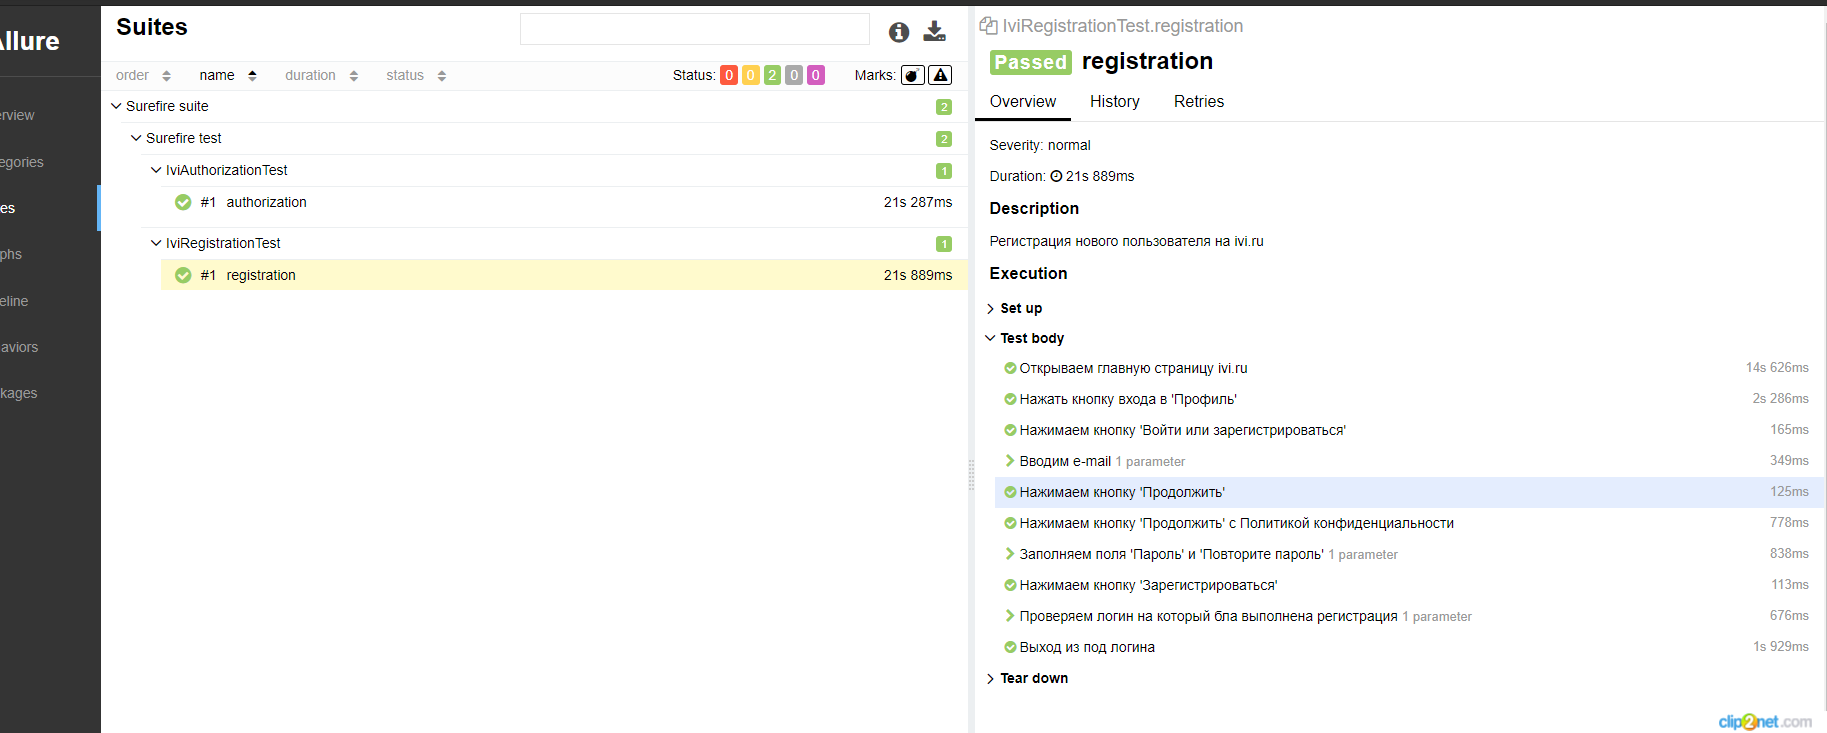 Allure
erview
egories
es
phs
eline
aviors
kages
Suites
order name duration status Status: 0 0 2 0 0 Marks:
Surefire suite 2
Surefire test 2
IviAuthorizationTest 1
#1 authorization 21s 287ms
IviRegistrationTest 1
#1 registration 21s 889ms
IviRegistrationTest.registration
Passed registration
Overview History Retries
Severity: normal
Duration: 21s 889ms
Description
Регистрация нового пользователя на ivi.ru
Execution
Set up
Test body
Открываем главную страницу ivi.ru 14s 626ms
Нажать кнопку входа в 'Профиль' 2s 286ms
Нажимаем кнопку 'Войти или зарегистрироваться' 165ms
Вводим e-mail 1 parameter 349ms
Нажимаем кнопку 'Продолжить' 125ms
Нажимаем кнопку 'Продолжить' с Политикой конфиденциальности 778ms
Заполняем поля 'Пароль' и 'Повторите пароль' 1 parameter 838ms
Нажимаем кнопку 'Зарегистрироваться' 113ms
Проверяем логин на который бла выполнена регистрация 1 parameter 676ms
Выход из под логина 1s 929ms
Tear down
clip2net.com